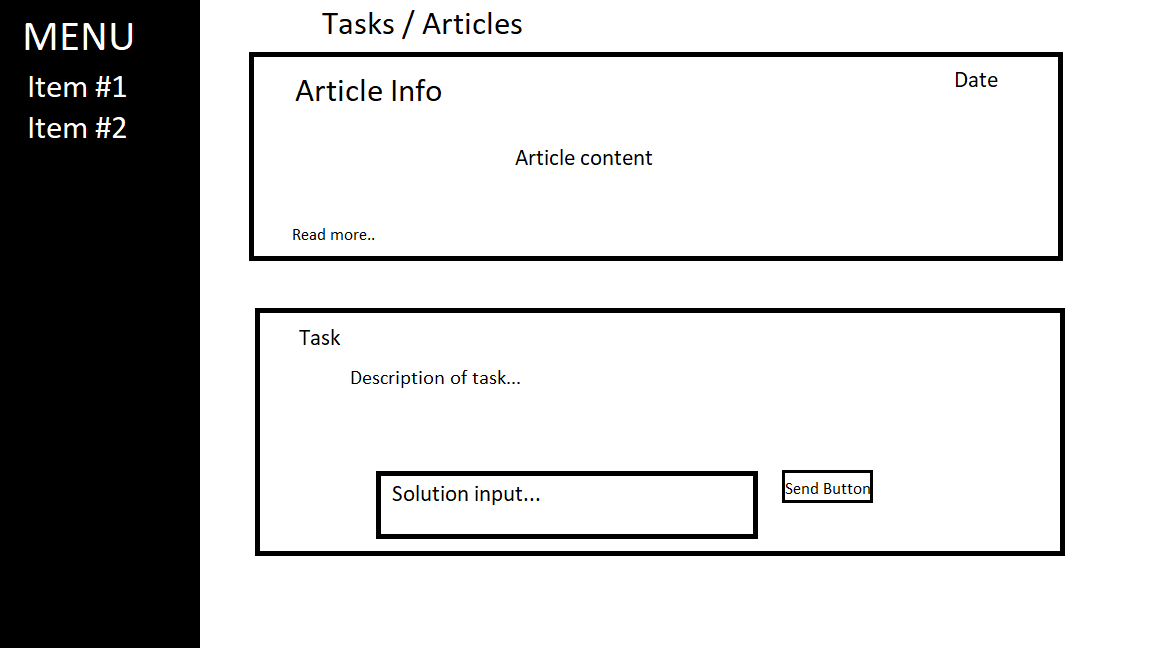 MENU
Item #1
Item #2
Tasks / Articles
Article Info
Date
Article content
Read more..
Task
Description of task...
Solution input...
Send Button